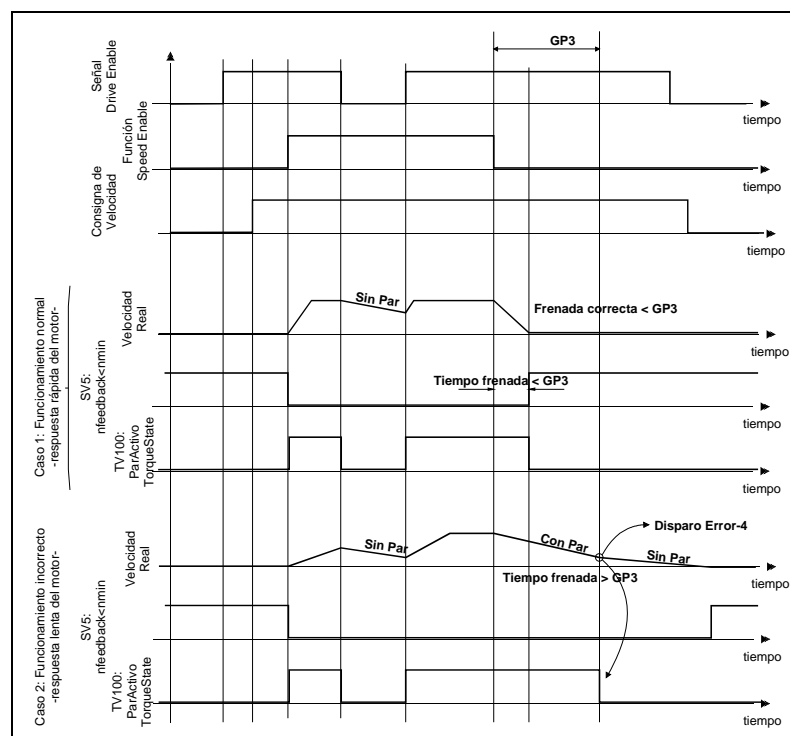 GP3
Señal
Drive Enable
tiempo
Función
Speed Enable
tiempo
Consigna de
Velocidad
tiempo
Caso 1: Funcionamiento normal
-respuesta rápida del motor-
Velocidad
Real
Sin Par
Frenada correcta < GP3
tiempo
SV5:
nfeedback<nmin
Tiempo frenada < GP3
tiempo
TV100:
ParActivo
TorqueState
tiempo
Caso 2: Funcionamiento incorrecto
-respuesta lenta del motor-
Velocidad
Real
Sin Par
Con Par
Disparo Error-4
Sin Par
Tiempo frenada > GP3
tiempo
SV5:
nfeedback<nmin
tiempo
TV100:
ParActivo
TorqueState
tiempo